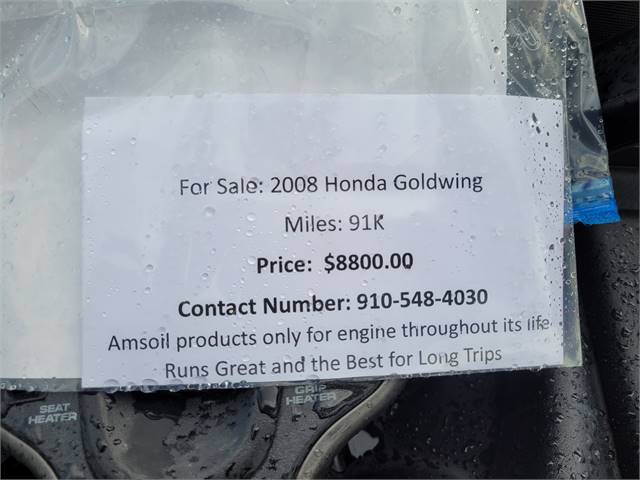 For Sale: 2008 Honda Goldwing
Miles: 91K
Price: $8800.00
Contact Number: 910-548-4030
Amsoil products only for engine throughout its life
Runs Great and the Best for Long Trips
SEAT
HEATER
GRIP
HEATER